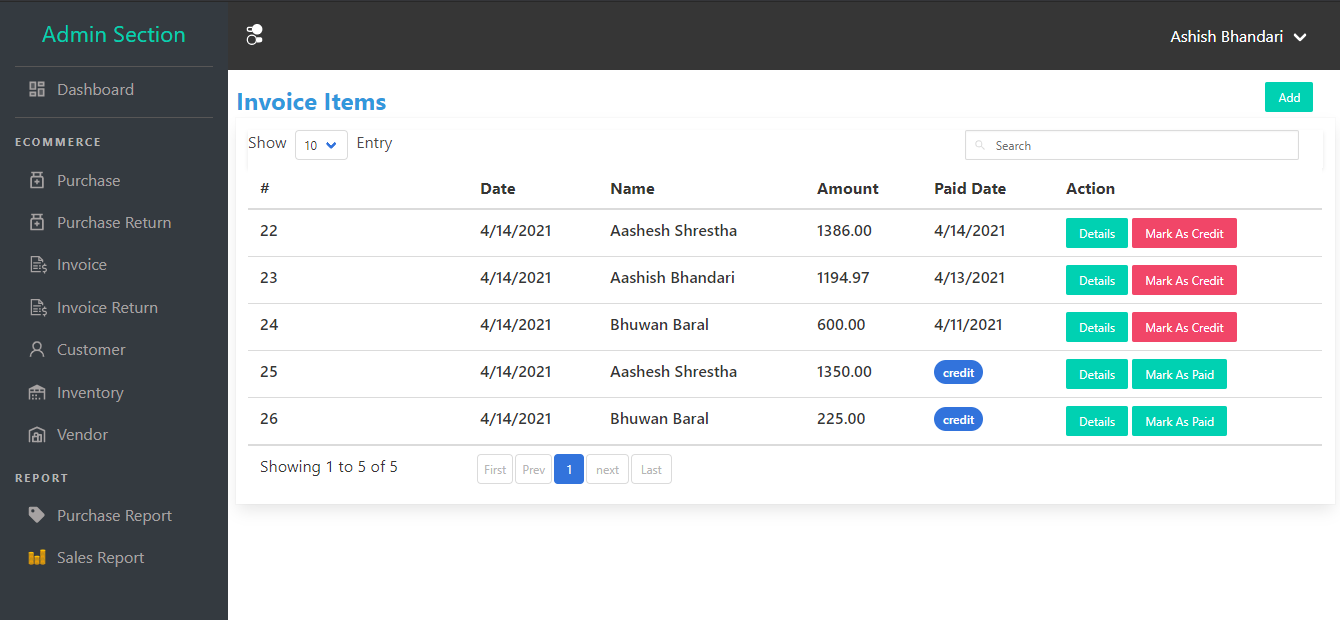 Admin Section
Ashish Bhandari
Dashboard
ECOMMERCE
Purchase
Purchase Return
Invoice
Invoice Return
Customer
Inventory
Vendor
REPORT
Purchase Report
Sales Report
Invoice Items
Add
Show 10 Entry
Search
# Date Name Amount Paid Date Action
22 4/14/2021 Aashesh Shrestha 1386.00 4/14/2021 Details Mark As Credit
23 4/14/2021 Aashish Bhandari 1194.97 4/13/2021 Details Mark As Credit
24 4/14/2021 Bhuwan Baral 600.00 4/11/2021 Details Mark As Credit
25 4/14/2021 Aashesh Shrestha 1350.00 credit Details Mark As Paid
26 4/14/2021 Bhuwan Baral 225.00 credit Details Mark As Paid
Showing 1 to 5 of 5 First Prev 1 next Last